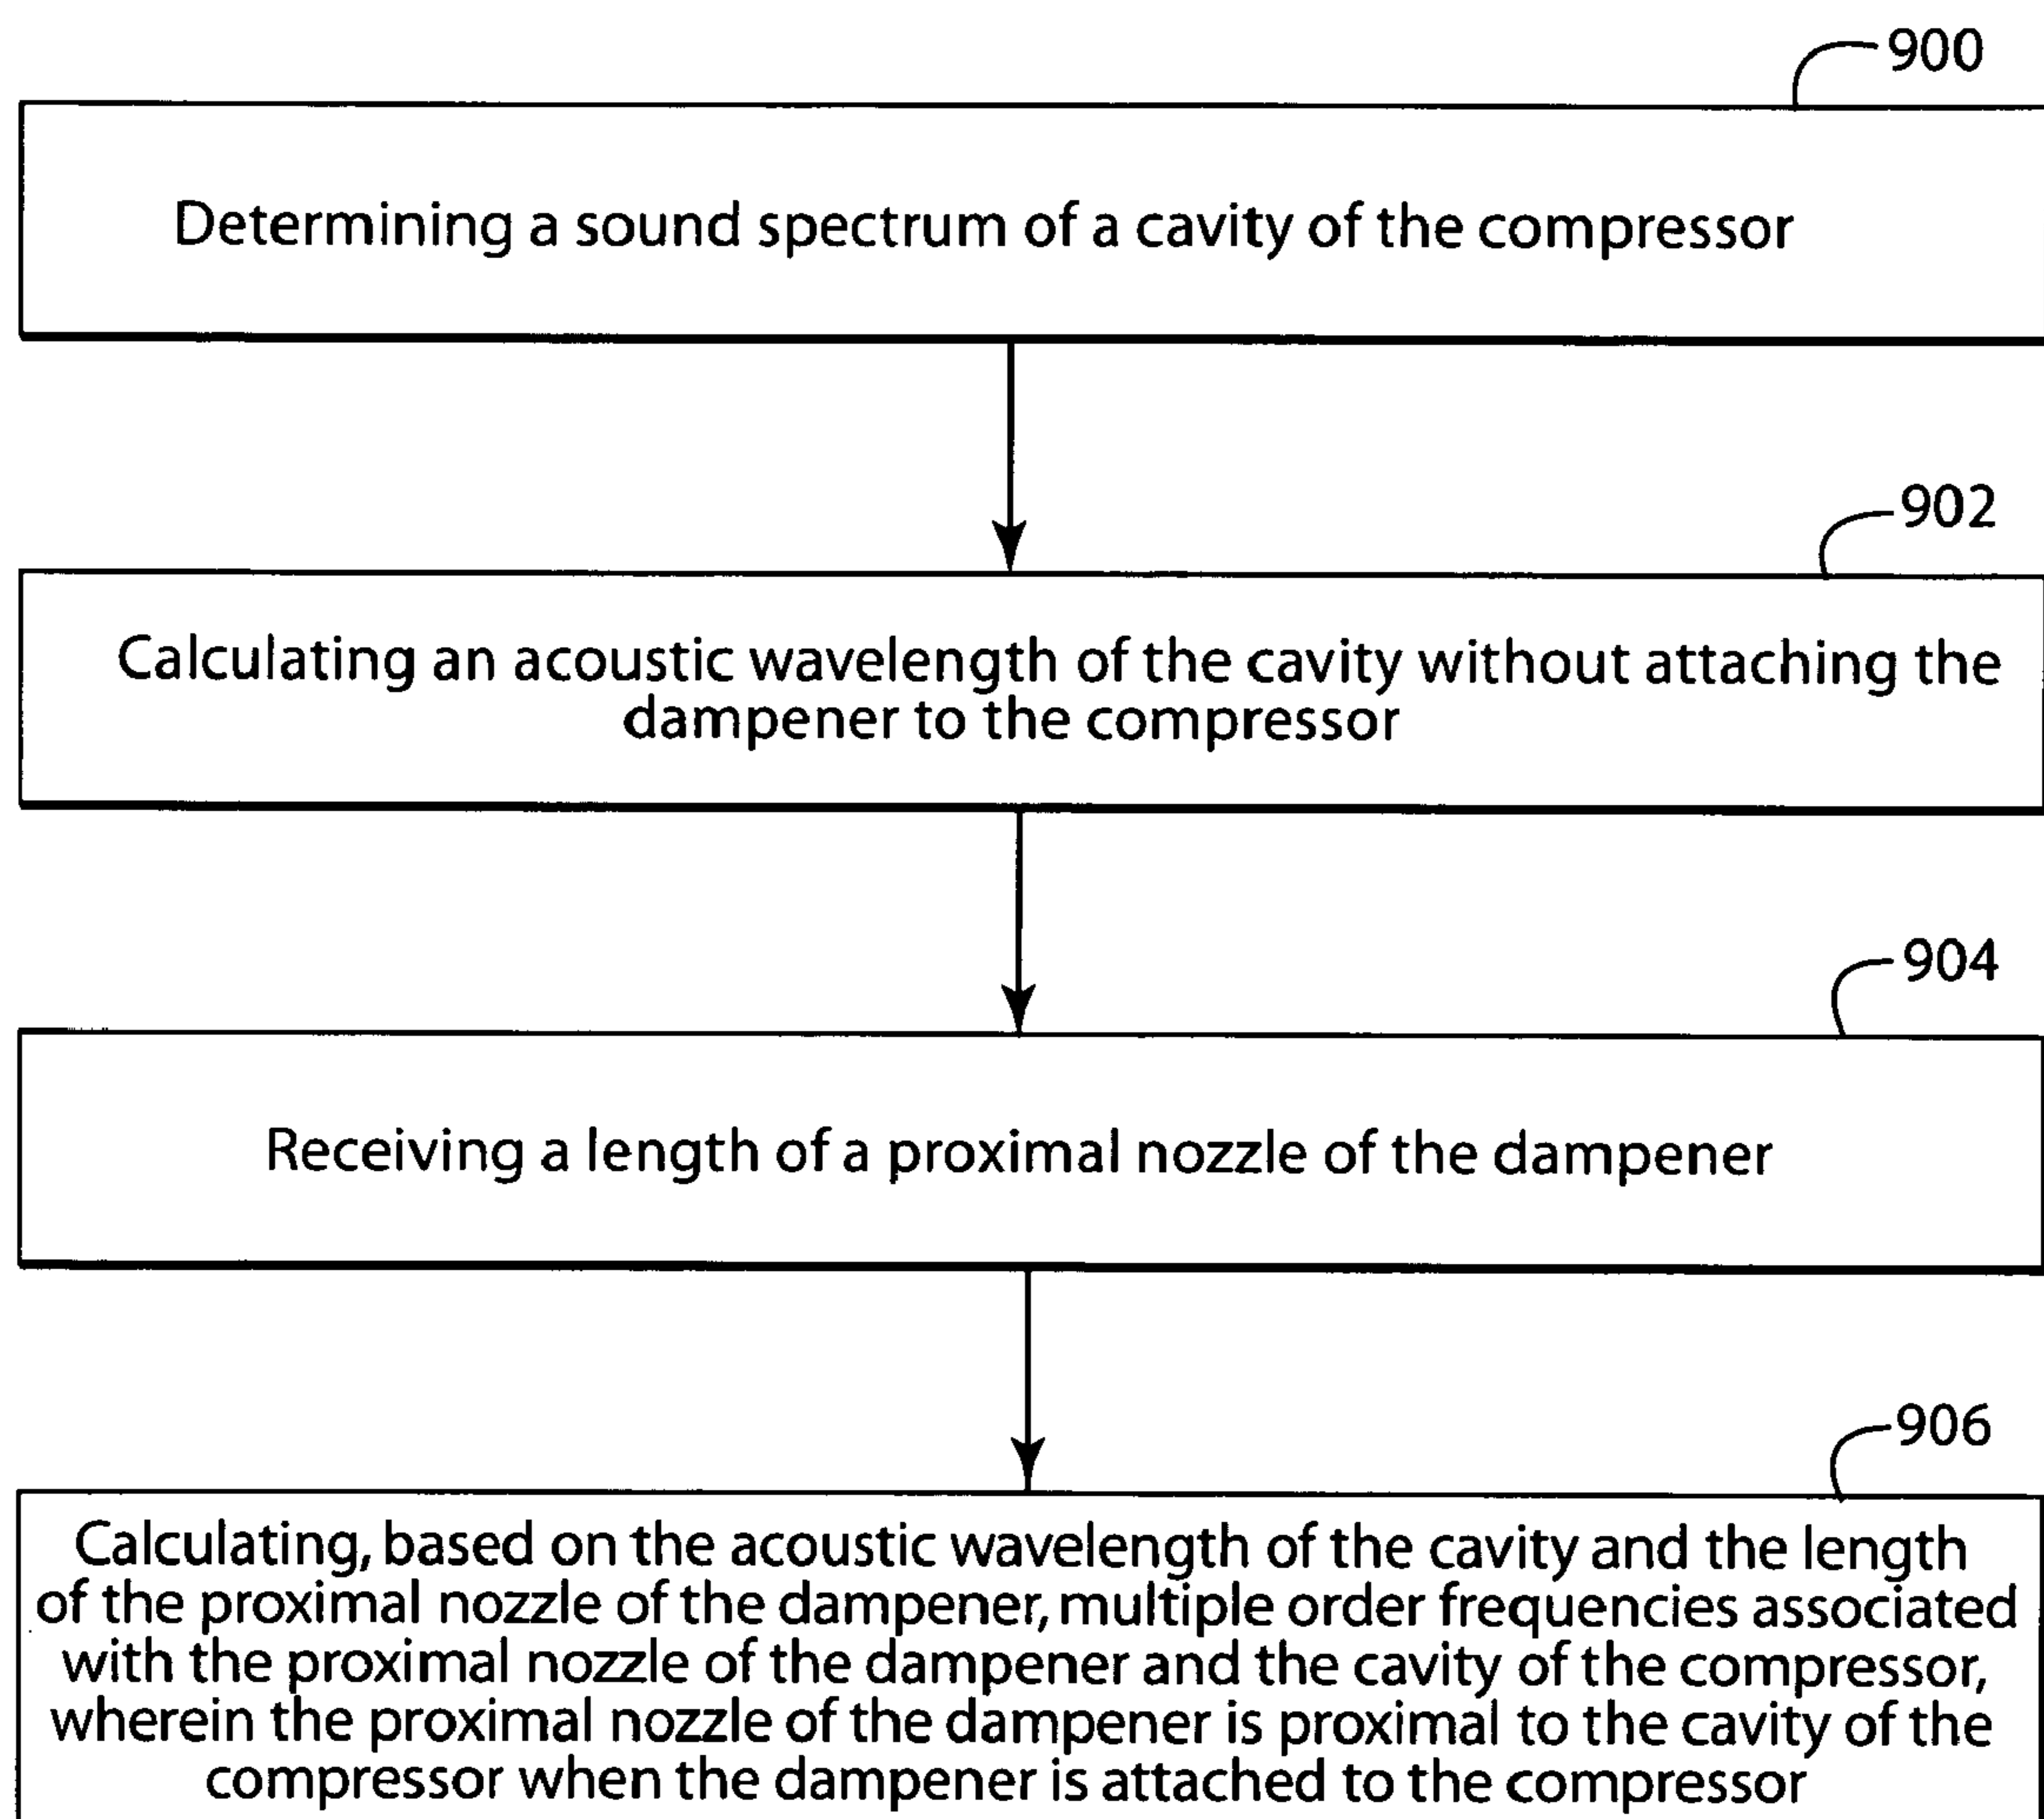 900
Determining a sound spectrum of a cavity of the compressor
902
Calculating an acoustic wavelength of the cavity without attaching the
dampener to the compressor
904
Receiving a length of a proximal nozzle of the dampener
906
Calculating, based on the acoustic wavelength of the cavity and the length
of the proximal nozzle of the dampener, multiple order frequencies associated
with the proximal nozzle of the dampener and the cavity of the compressor,
wherein the proximal nozzle of the dampener is proximal to the cavity of the
compressor when the dampener is attached to the compressor